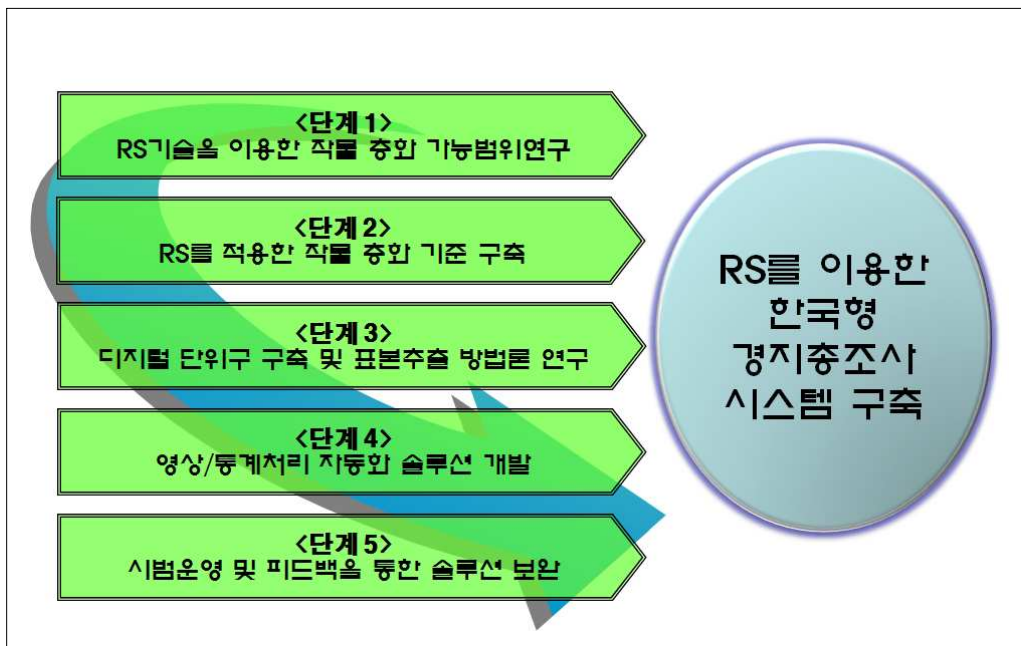 <단계 1>
RS기술을 이용한 작물 층화 가능범위연구
<단계 2>
RS를 적용한 작물 층화 기준 구축
<단계 3>
디지털 단위구 구축 및 표본추출 방법론 연구
<단계 4>
영상/통계처리 자동화 솔루션 개발
<단계 5>
시범운영 및 피드백을 통한 솔루션 보완
RS를 이용한
한국형
경지총조사
시스템 구축